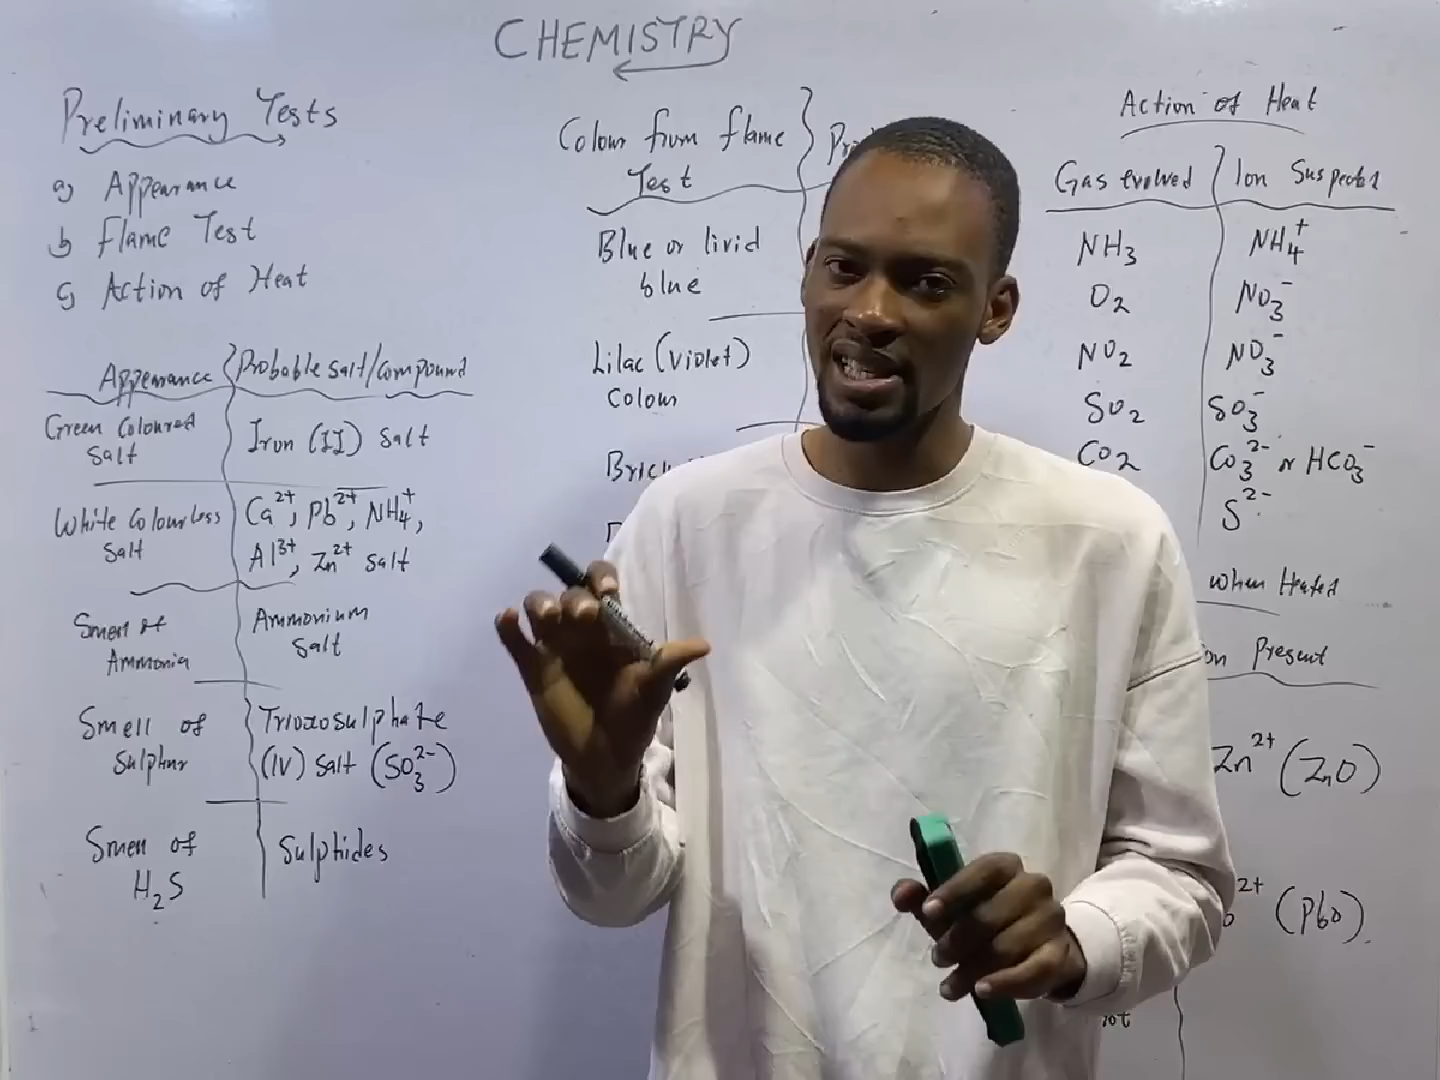 CHEMISTRY
Preliminary Tests
a) Appearance
b) Flame Test
c) Action of Heat
Appearance
Probable salt/compound
Green Coloured
Salt
Iron (II) Salt
White Colourless
Salt
Ca²⁺, Pb²⁺, NH₄⁺,
Al³⁺, Zn²⁺ Salt
Smell of
Ammonia
Ammonium
Salt
Smell of
Sulphur
Trioxosulphate
(IV) Salt (SO₃²⁻)
Smell of
H₂S
Sulphides
Colour from flame
Test
Blue or livid
blue
Lilac (violet)
Colour
Action of Heat
Gas evolved
Ion Suspected
NH₃ NH₄⁺
O₂ NO₃⁻
NO₂ NO₃⁻
SO₂ SO₃⁻
CO₂ CO₃²⁻ or HCO₃⁻
S²⁻
when Heated
Present
Zn²⁺ (ZnO)
²⁺ (PbO)